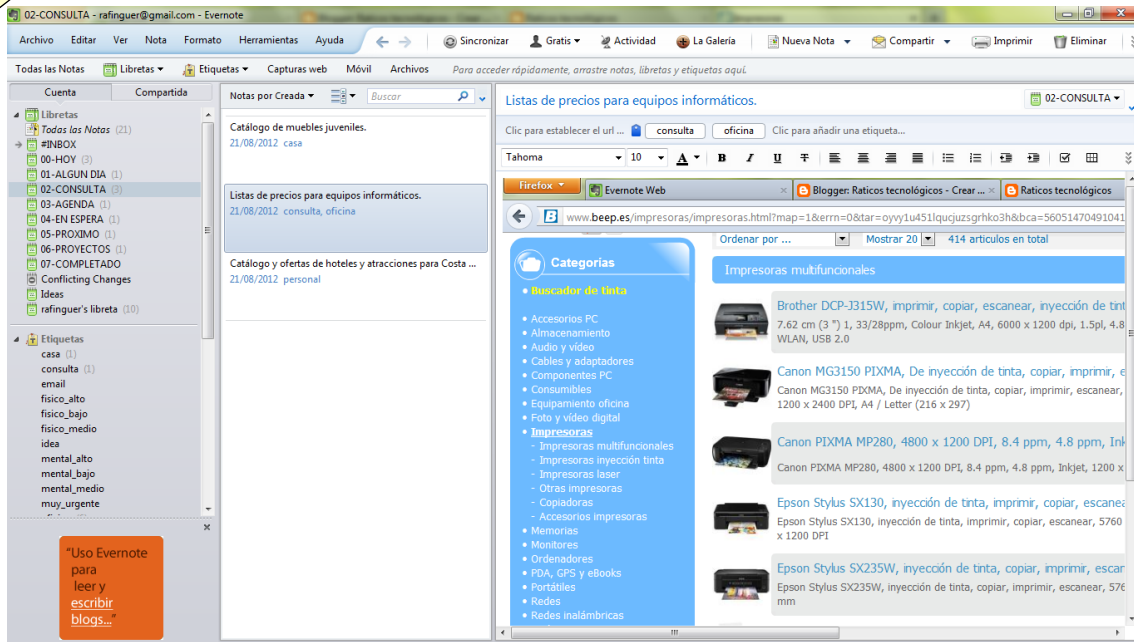 02-CONSULTA - rafinguer@gmail.com - Evernote
Archivo Editar Ver Nota Formato Herramientas Ayuda Sincronizar Gratis Actividad La Galería Nueva Nota Compartir Imprimir Eliminar
Todas las Notas Libretas Etiquetas Capturas web Móvil Archivos Para acceder rápidamente, arrastre notas, libretas y etiquetas aquí.
Cuenta Compartida
Libretas
Todas las Notas (21)
#INBOX
00-HOY (3)
01-ALGUN DIA (1)
02-CONSULTA (3)
03-AGENDA (1)
04-EN ESPERA (1)
05-PROXIMO (1)
06-PROYECTOS (1)
07-COMPLETADO
Conflicting Changes
Ideas
rafinguer's libreta (10)
Etiquetas
casa (1)
consulta (1)
email
fisico_alto
fisico_bajo
fisico_medio
idea
mental_alto
mental_bajo
mental_medio
muy_urgente
"Uso Evernote
para
leer y
escribir
blogs..."
Notas por Creada Buscar
Catálogo de muebles juveniles.
21/08/2012 casa
Listas de precios para equipos informáticos.
21/08/2012 consulta, oficina
Catálogo y ofertas de hoteles y atracciones para Costa ...
21/08/2012 personal
Listas de precios para equipos informáticos. 02-CONSULTA
Clic para establecer el url ... consulta oficina Clic para añadir una etiqueta...
Tahoma 10 A B I U T
Firefox Evernote Web Blogger: Raticos tecnológicos - Crear ... Raticos tecnológicos
www.beep.es/impresoras/impresoras.html?map=1&errn=0&tar=oyyy1u451lqucjuzsgrhko3h&bca=56051470491041
Categorias
Buscador de tinta
Accesorios PC
Almacenamiento
Audio y vídeo
Cables y adaptadores
Componentes PC
Consumibles
Equipamiento oficina
Foto y vídeo digital
Impresoras
- Impresoras multifuncionales
- Impresoras inyección tinta
- Impresoras laser
- Otras impresoras
- Copiadoras
- Accesorios impresoras
Memorias
Monitores
Ordenadores
PDA, GPS y eBooks
Portátiles
Redes
Redes inalámbricas
Ordenar por ... Mostrar 20 414 articulos en total
Impresoras multifuncionales
Brother DCP-J315W, imprimir, copiar, escanear, inyección de tint
7.62 cm (3 ") 1, 33/28ppm, Colour Inkjet, A4, 6000 x 1200 dpi, 1.5pl, 4.8
WLAN, USB 2.0
Canon MG3150 PIXMA, De inyección de tinta, copiar, imprimir, e
Canon MG3150 PIXMA, De inyección de tinta, copiar, imprimir, escanear,
1200 x 2400 DPI, A4 / Letter (216 x 297)
Canon PIXMA MP280, 4800 x 1200 DPI, 8.4 ppm, 4.8 ppm, Ink
Canon PIXMA MP280, 4800 x 1200 DPI, 8.4 ppm, 4.8 ppm, Inkjet, 1200 x
Epson Stylus SX130, inyección de tinta, imprimir, copiar, escanea
Epson Stylus SX130, inyección de tinta, imprimir, copiar, escanear, 5760
x 1200 DPI
Epson Stylus SX235W, inyección de tinta, copiar, imprimir, escar
Epson Stylus SX235W, inyección de tinta, copiar, imprimir, escanear, 576
mm